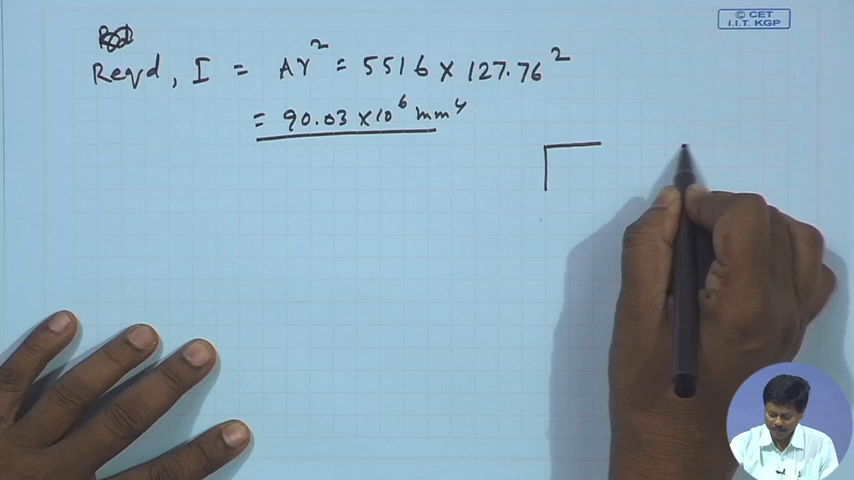 © CET
I.I.T. KGP
Reqd, I = Ar² = 5516 × 127.76²
= 90.03 × 10⁶ mm⁴